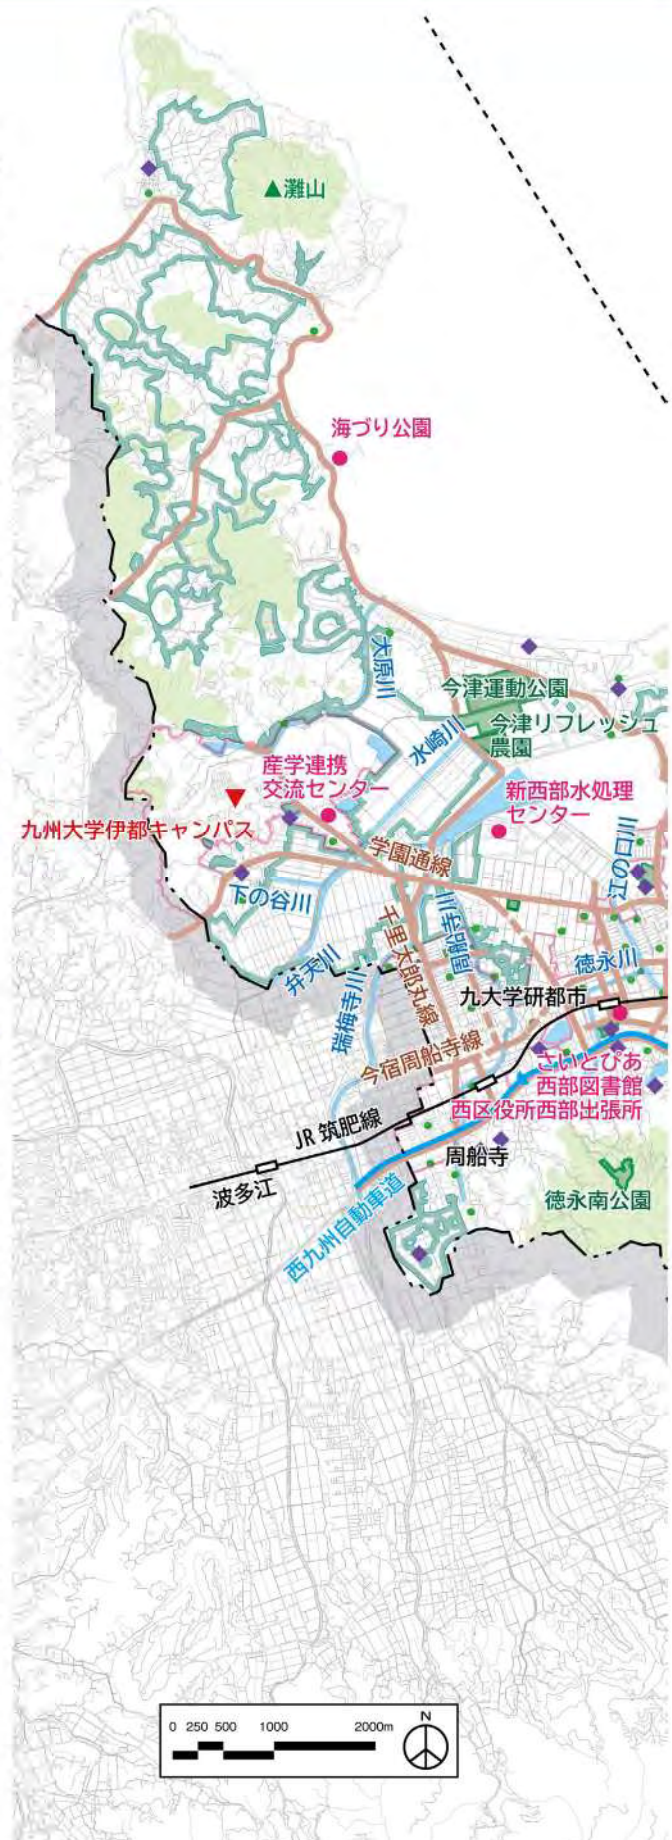 ▲灘山
海づり公園
大原川
今津運動公園
水崎川
今津リフレッシュ
農園
産学連携
交流センター
新西部水処理
センター
九州大学伊都キャンパス
学園通線
江の口川
下の谷川
千里太郎丸線
周船寺川
弁天川
瑞梅寺川
徳永川
九大学研都市
今宿周船寺線
さいとぴあ
西部図書館
西区役所西部出張所
JR 筑肥線
周船寺
波多江
西九州自動車道
徳永南公園
0 250 500 1000 2000m
N